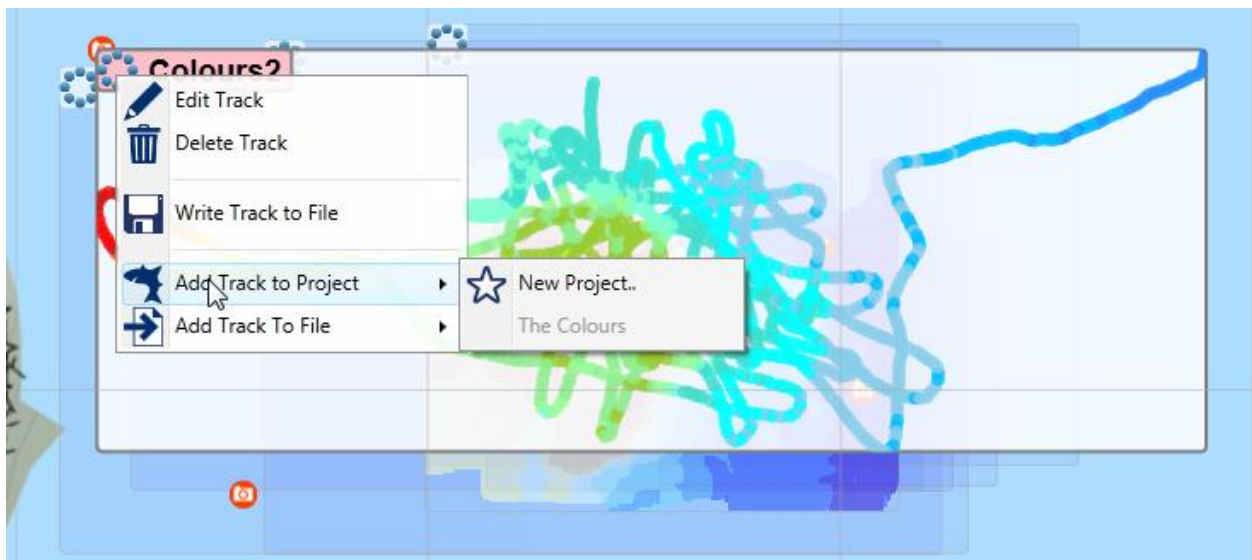 Colours2
Edit Track
Delete Track
Write Track to File
Add Track to Project
New Project..
Add Track To File
The Colours